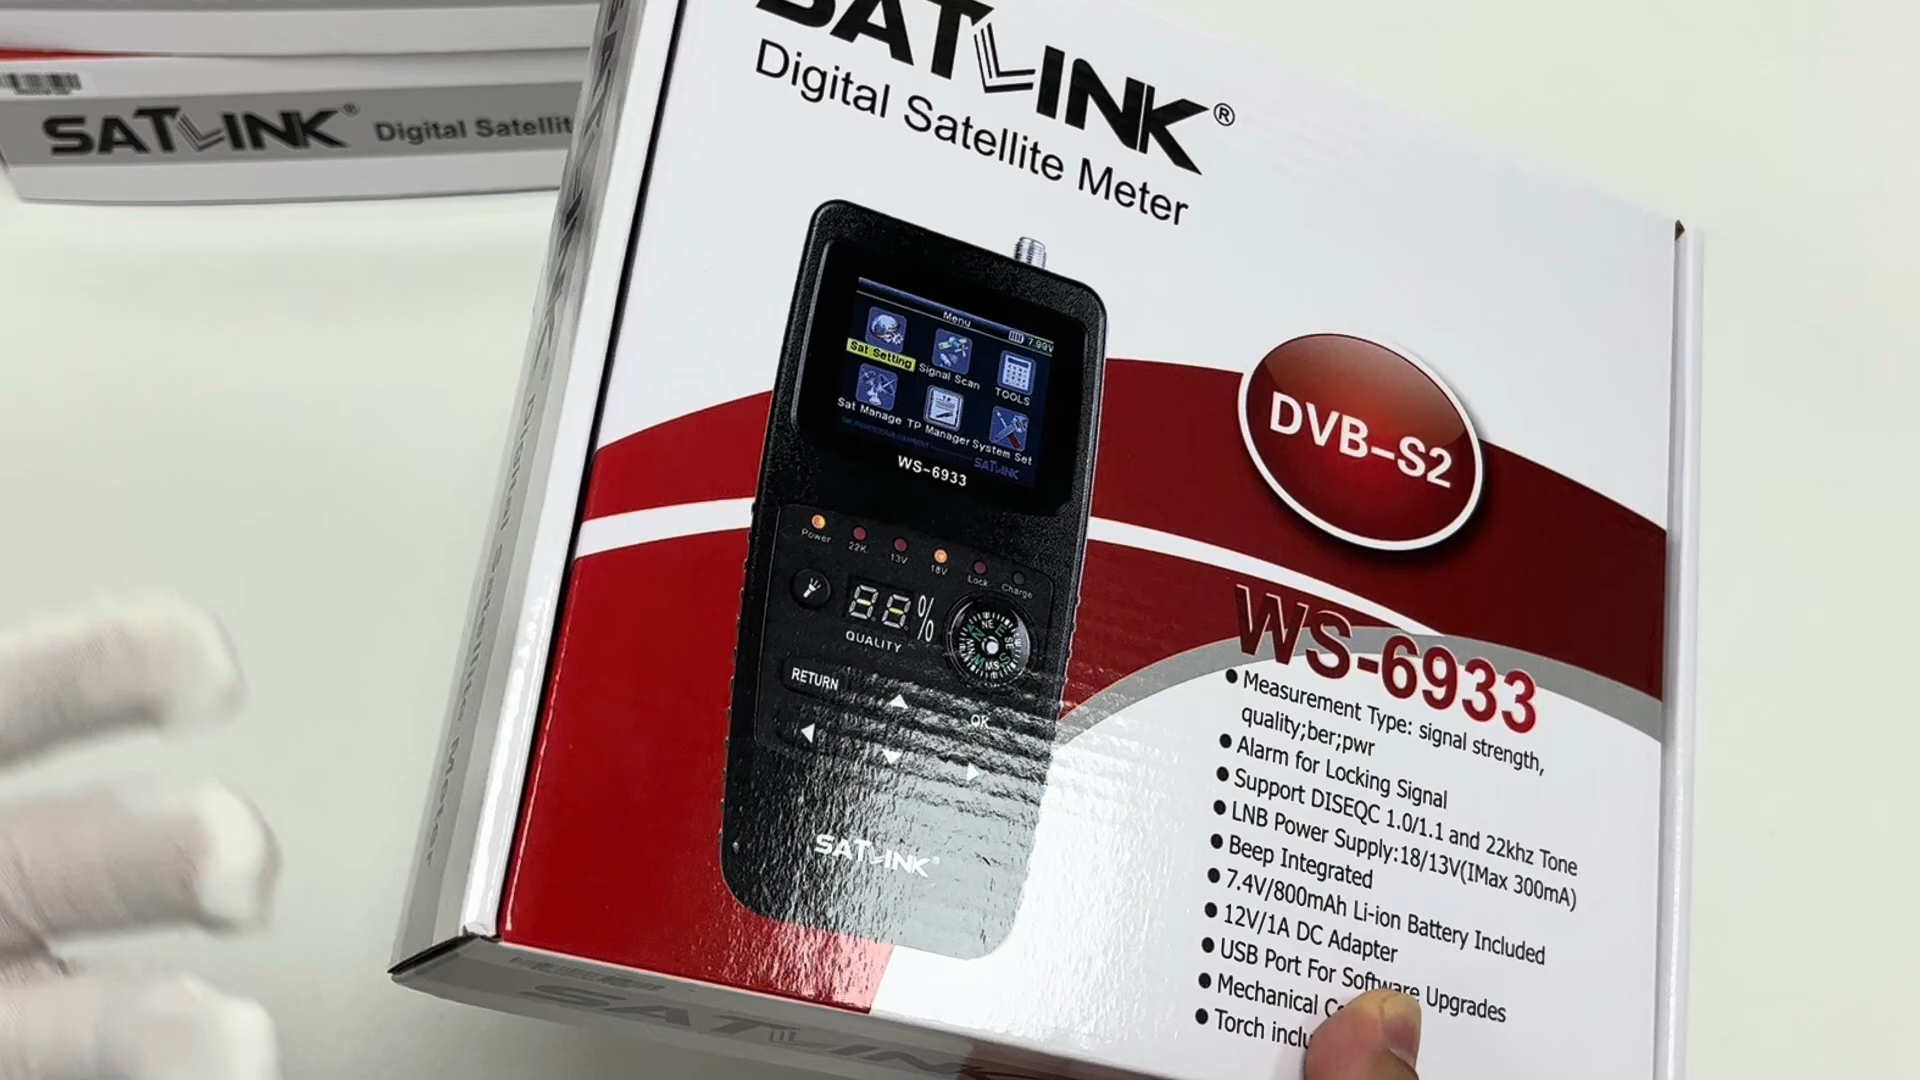 SATLINK®
Digital Satellite Meter
SATLINK® Digital
Menu
7.99V
Sat Setting
Signal Scan
TOOLS
Sat Manage
TP Manager
System Set
SATLINK
WS-6933
Power
22K
13V
18V
Lock
Charge
88%
QUALITY
NE
E
SE
S
RETURN
OK
SATLINK®
DVB-S2
WS-6933
● Measurement Type: signal strength,
quality;ber;pwr
● Alarm for Locking Signal
● Support DISEQC 1.0/1.1 and 22khz Tone
● LNB Power Supply:18/13V(IMax 300mA)
● Beep Integrated
● 7.4V/800mAh Li-ion Battery Included
● 12V/1A DC Adapter
● USB Port For Software Upgrades
● Mechanical
● Torch
Digital Satellite Meter